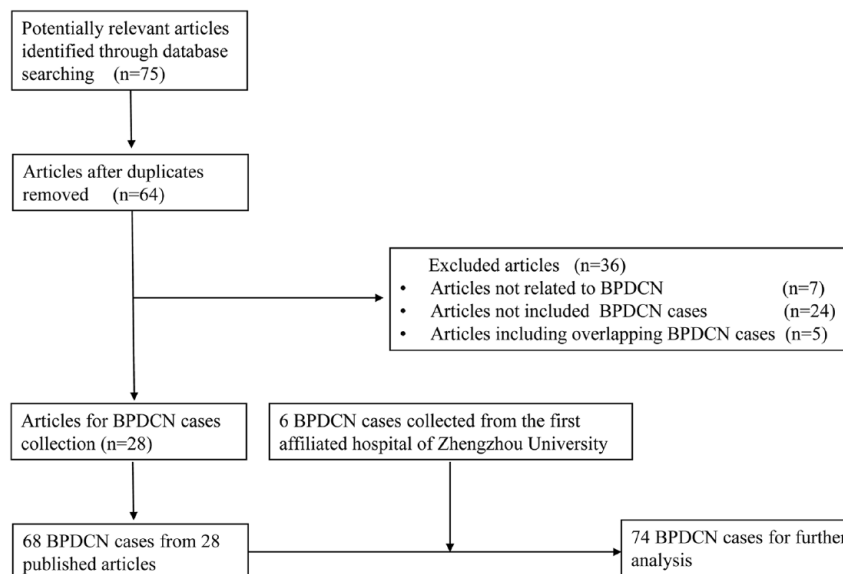 Potentially relevant articles
identified through database
searching (n=75)
Articles after duplicates
removed (n=64)
Excluded articles (n=36)
• Articles not related to BPDCN (n=7)
• Articles not included BPDCN cases (n=24)
• Articles including overlapping BPDCN cases (n=5)
Articles for BPDCN cases
collection (n=28)
6 BPDCN cases collected from the first
affiliated hospital of Zhengzhou University
68 BPDCN cases from 28
published articles
74 BPDCN cases for further
analysis